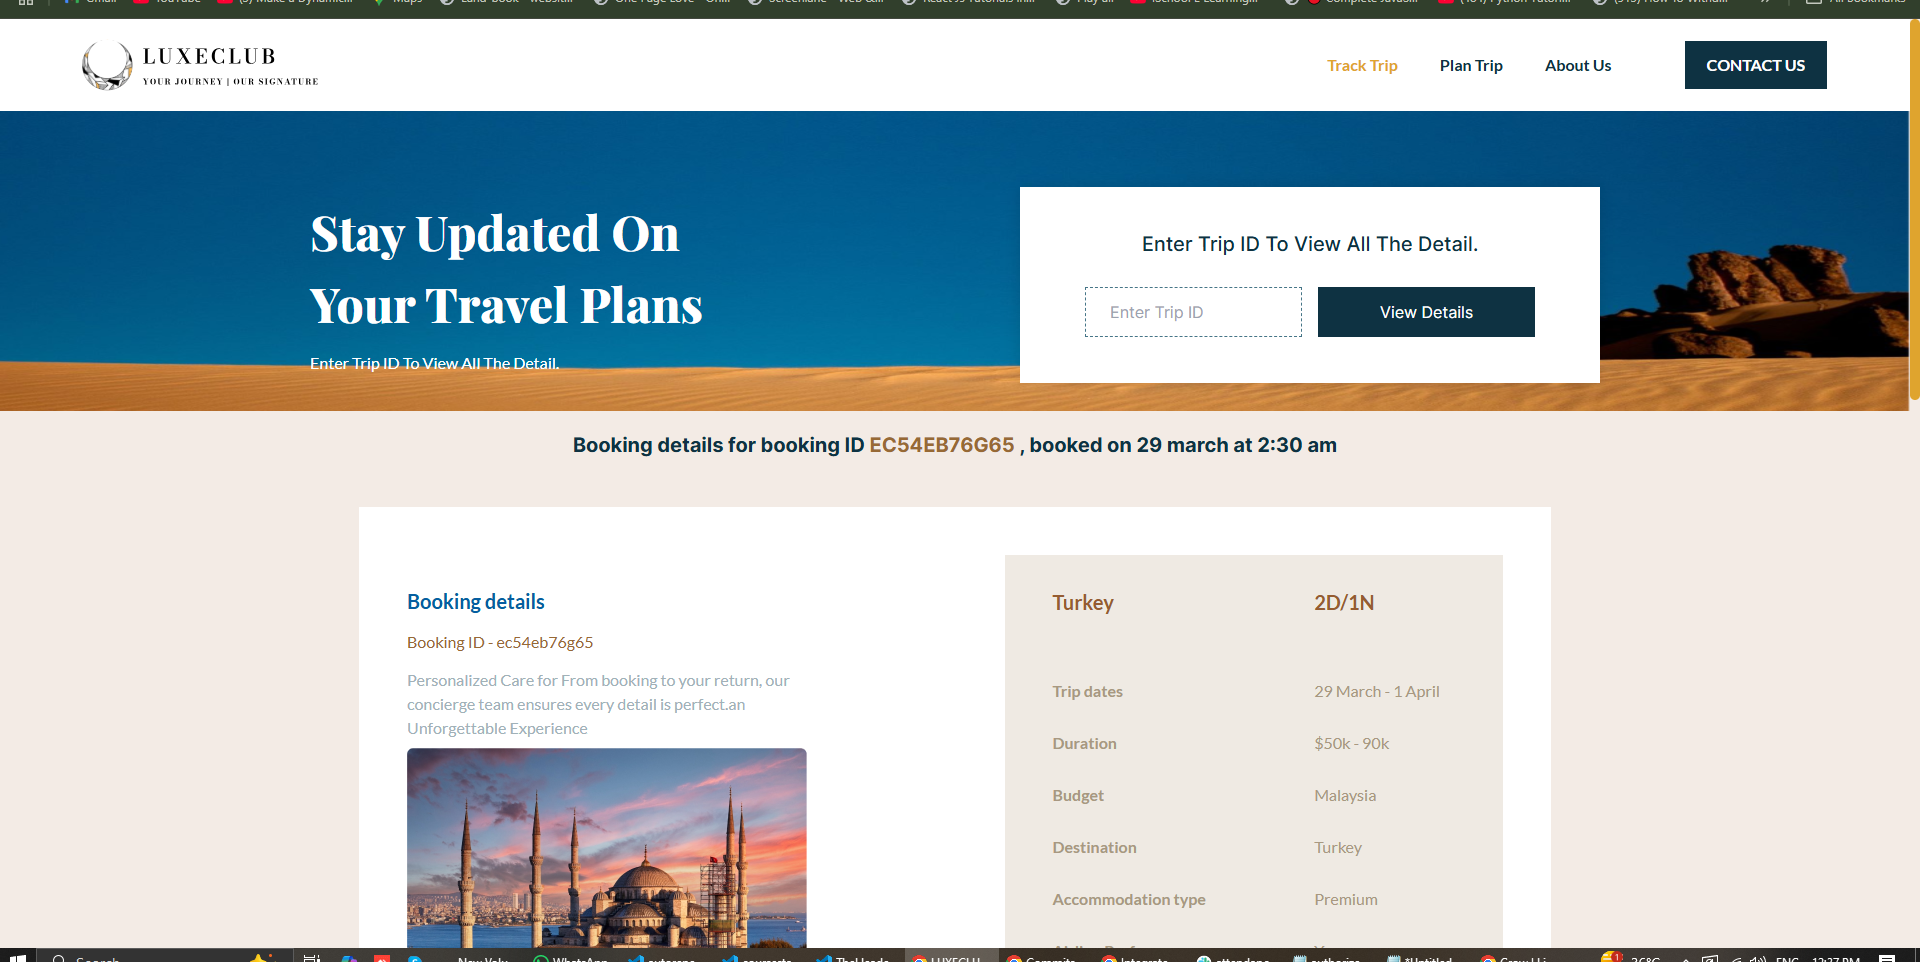 LUXECLUB
YOUR JOURNEY | OUR SIGNATURE
Track Trip
Plan Trip
About Us
CONTACT US
Stay Updated On
Your Travel Plans
Enter Trip ID To View All The Detail.
Enter Trip ID To View All The Detail.
Enter Trip ID
View Details
Booking details for booking ID EC54EB76G65 , booked on 29 march at 2:30 am
Booking details
Booking ID - ec54eb76g65
Personalized Care for From booking to your return, our
concierge team ensures every detail is perfect.an
Unforgettable Experience
Turkey 2D/1N
Trip dates 29 March - 1 April
Duration $50k - 90k
Budget Malaysia
Destination Turkey
Accommodation type Premium